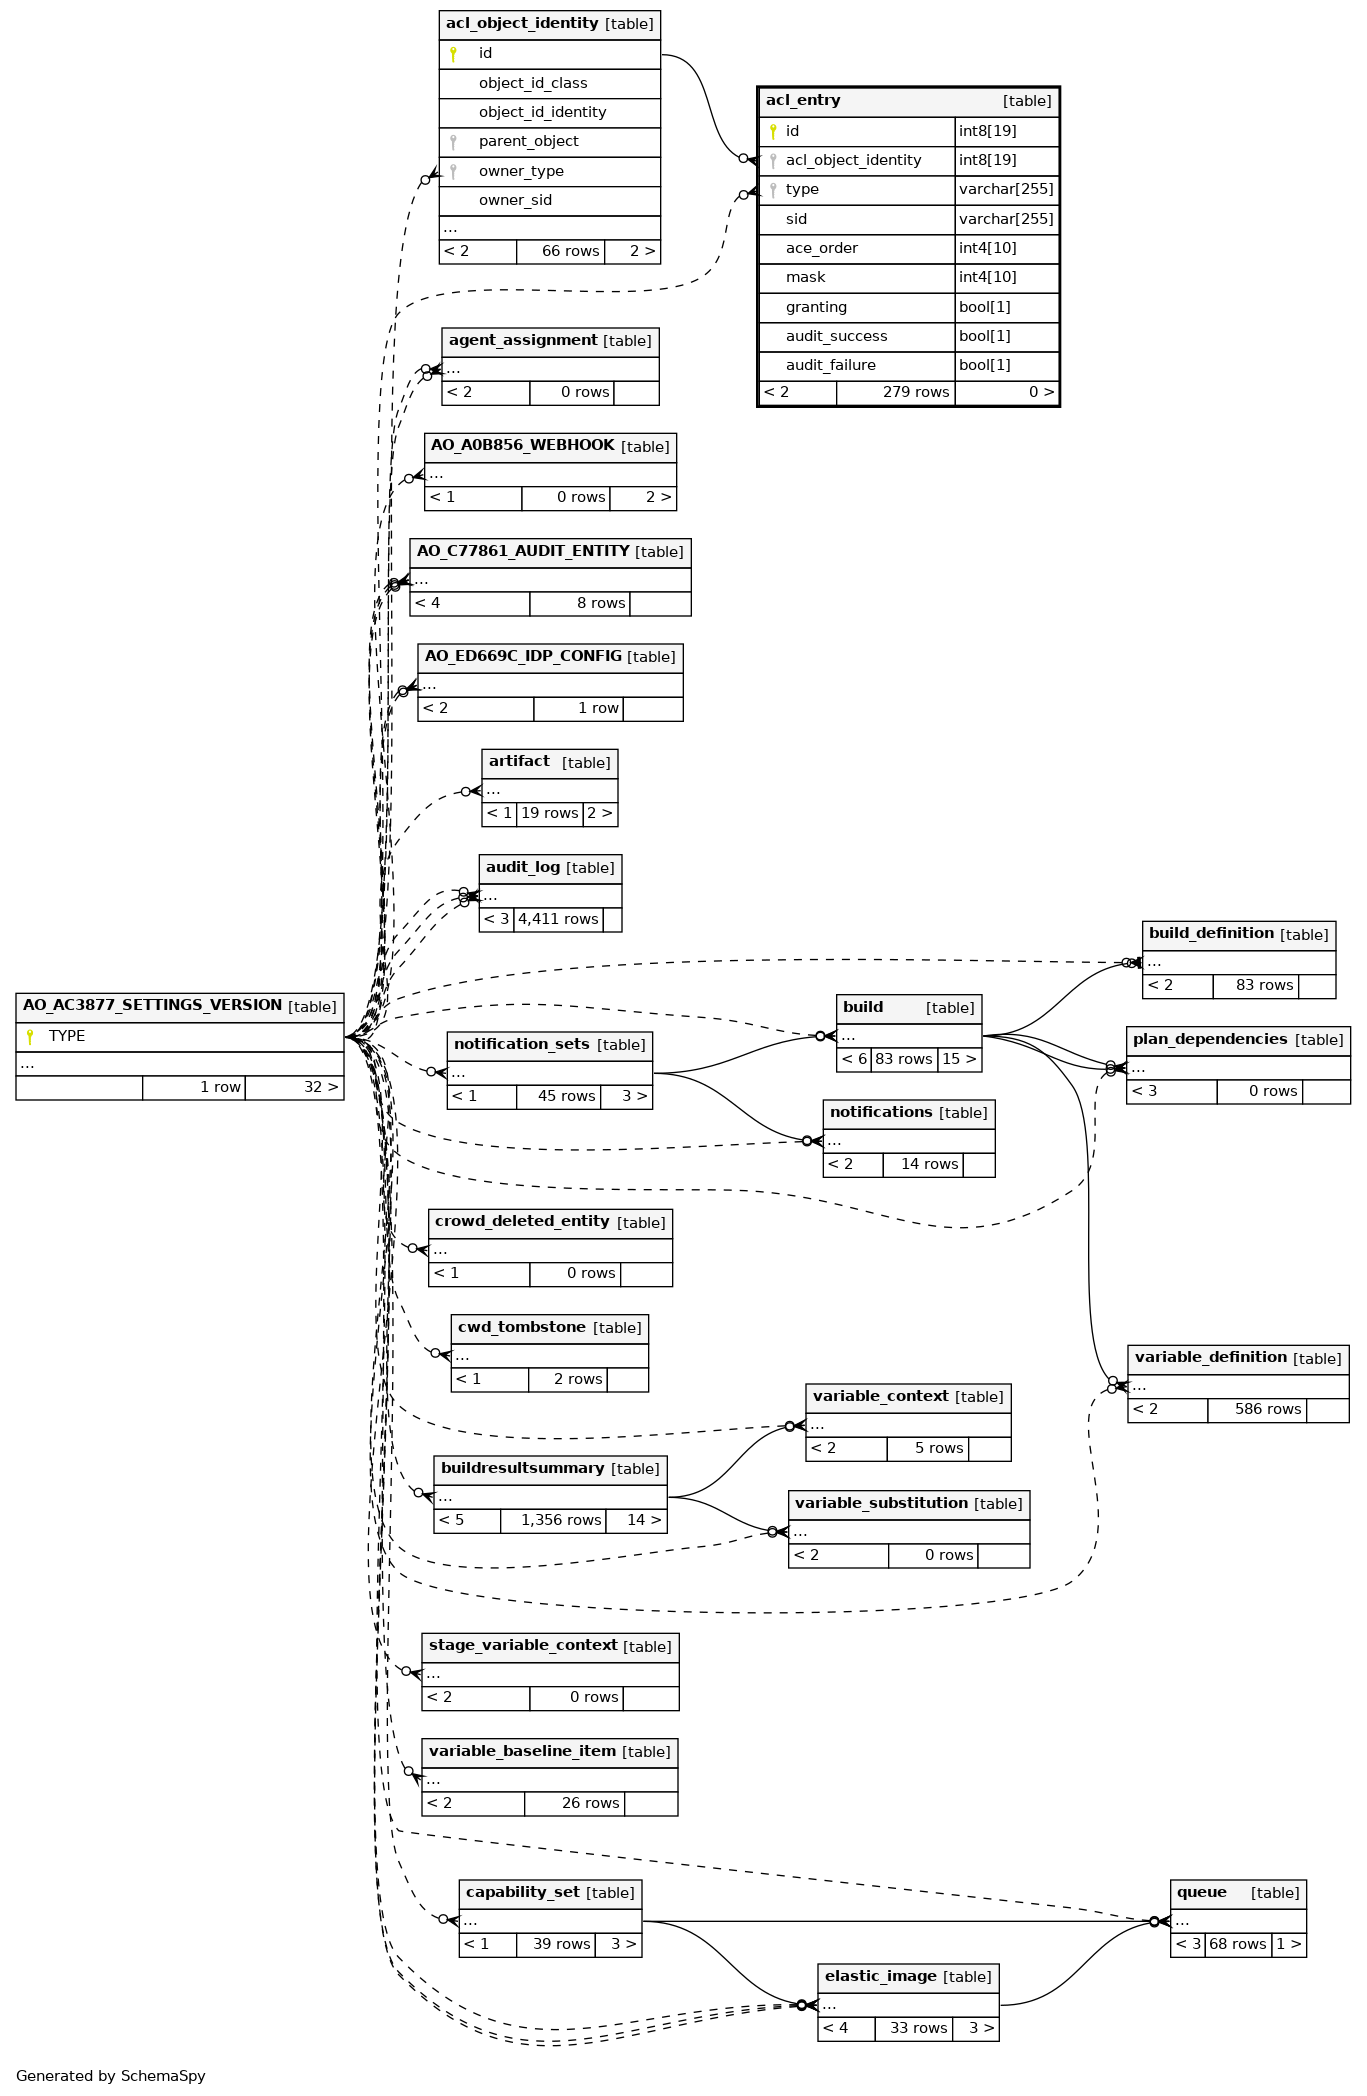 acl_object_identity [table]
id
object_id_class
object_id_identity
parent_object
owner_type
owner_sid
...
< 2 66 rows 2 >
acl_entry [table]
id int8[19]
acl_object_identity int8[19]
type varchar[255]
sid varchar[255]
ace_order int4[10]
mask int4[10]
granting bool[1]
audit_success bool[1]
audit_failure bool[1]
< 2 279 rows 0 >
agent_assignment [table]
...
< 2 0 rows
AO_A0B856_WEBHOOK [table]
...
< 1 0 rows 2 >
AO_C77861_AUDIT_ENTITY [table]
...
< 4 8 rows
AO_ED669C_IDP_CONFIG [table]
...
< 2 1 row
artifact [table]
...
< 1 19 rows 2 >
audit_log [table]
...
< 3 4,411 rows
build_definition [table]
...
< 2 83 rows
AO_AC3877_SETTINGS_VERSION [table]
TYPE
...
1 row 32 >
build [table]
...
< 6 83 rows 15 >
notification_sets [table]
...
< 1 45 rows 3 >
plan_dependencies [table]
...
< 3 0 rows
notifications [table]
...
< 2 14 rows
crowd_deleted_entity [table]
...
< 1 0 rows
cwd_tombstone [table]
...
< 1 2 rows
variable_definition [table]
...
< 2 586 rows
variable_context [table]
...
< 2 5 rows
buildresultsummary [table]
...
< 5 1,356 rows 14 >
variable_substitution [table]
...
< 2 0 rows
stage_variable_context [table]
...
< 2 0 rows
variable_baseline_item [table]
...
< 2 26 rows
capability_set [table]
...
< 1 39 rows 3 >
queue [table]
...
< 3 68 rows 1 >
elastic_image [table]
...
< 4 33 rows 3 >
Generated by SchemaSpy